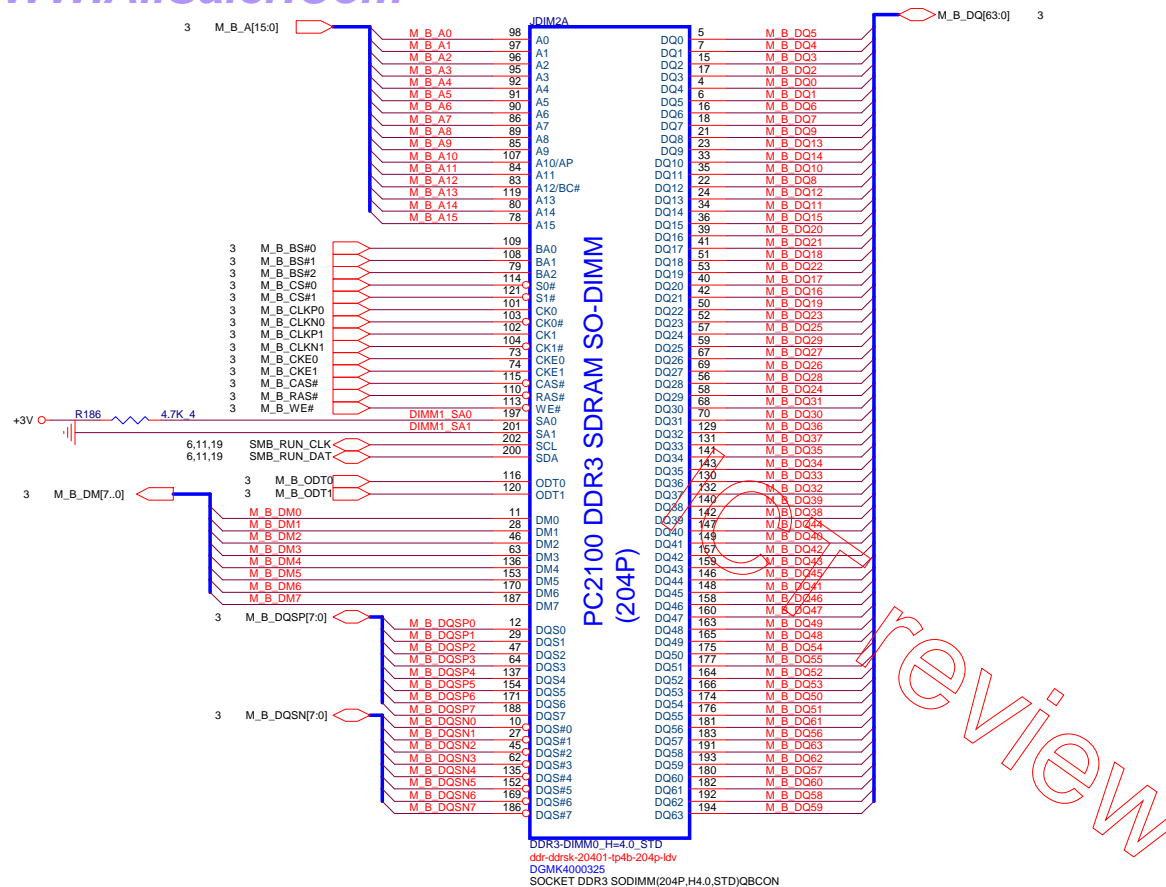 www.AliSaler.com
3 M_B_A[15:0]
JDIM2A
M_B_DQ[63:0] 3
M_B_A0 98 A0
M_B_A1 97 A1
M_B_A2 96 A2
M_B_A3 95 A3
M_B_A4 92 A4
M_B_A5 91 A5
M_B_A6 90 A6
M_B_A7 86 A7
M_B_A8 89 A8
M_B_A9 85 A9
M_B_A10 107 A10/AP
M_B_A11 84 A11
M_B_A12 83 A12/BC#
M_B_A13 119 A13
M_B_A14 80 A14
M_B_A15 78 A15
3 M_B_BS#0 109 BA0
3 M_B_BS#1 108 BA1
3 M_B_BS#2 79 BA2
3 M_B_CS#0 114 S0#
3 M_B_CS#1 121 S1#
3 M_B_CLKP0 101 CK0
3 M_B_CLKN0 103 CK0#
3 M_B_CLKP1 102 CK1
3 M_B_CLKN1 104 CK1#
3 M_B_CKE0 73 CKE0
3 M_B_CKE1 74 CKE1
3 M_B_CAS# 115 CAS#
3 M_B_RAS# 110 RAS#
3 M_B_WE# 113 WE#
+3V R186 4.7K_4 DIMM1_SA0 197 SA0
DIMM1_SA1 201 SA1
6,11,19 SMB_RUN_CLK 202 SCL
6,11,19 SMB_RUN_DAT 200 SDA
3 M_B_ODT0 116 ODT0
3 M_B_ODT1 120 ODT1
3 M_B_DM[7..0]
M_B_DM0 11 DM0
M_B_DM1 28 DM1
M_B_DM2 46 DM2
M_B_DM3 63 DM3
M_B_DM4 136 DM4
M_B_DM5 153 DM5
M_B_DM6 170 DM6
M_B_DM7 187 DM7
3 M_B_DQSP[7:0]
M_B_DQSP0 12 DQS0
M_B_DQSP1 29 DQS1
M_B_DQSP2 47 DQS2
M_B_DQSP3 64 DQS3
M_B_DQSP4 137 DQS4
M_B_DQSP5 154 DQS5
M_B_DQSP6 171 DQS6
M_B_DQSP7 188 DQS7
3 M_B_DQSN[7:0]
M_B_DQSN0 10 DQS#0
M_B_DQSN1 27 DQS#1
M_B_DQSN2 45 DQS#2
M_B_DQSN3 62 DQS#3
M_B_DQSN4 135 DQS#4
M_B_DQSN5 152 DQS#5
M_B_DQSN6 169 DQS#6
M_B_DQSN7 186 DQS#7
PC2100 DDR3 SDRAM SO-DIMM
(204P)
DQ0 5 M_B_DQ5
DQ1 7 M_B_DQ4
DQ2 15 M_B_DQ3
DQ3 17 M_B_DQ2
DQ4 4 M_B_DQ0
DQ5 6 M_B_DQ1
DQ6 16 M_B_DQ6
DQ7 18 M_B_DQ7
DQ8 21 M_B_DQ9
DQ9 23 M_B_DQ13
DQ10 33 M_B_DQ14
DQ11 35 M_B_DQ10
DQ12 22 M_B_DQ8
DQ13 24 M_B_DQ12
DQ14 34 M_B_DQ11
DQ15 36 M_B_DQ15
DQ16 39 M_B_DQ20
DQ17 41 M_B_DQ21
DQ18 51 M_B_DQ18
DQ19 53 M_B_DQ22
DQ20 40 M_B_DQ17
DQ21 42 M_B_DQ16
DQ22 50 M_B_DQ19
DQ23 52 M_B_DQ23
DQ24 57 M_B_DQ25
DQ25 59 M_B_DQ29
DQ26 67 M_B_DQ27
DQ27 69 M_B_DQ26
DQ28 56 M_B_DQ28
DQ29 58 M_B_DQ24
DQ30 68 M_B_DQ31
DQ31 70 M_B_DQ30
DQ32 129 M_B_DQ36
DQ33 131 M_B_DQ37
DQ34 141 M_B_DQ35
DQ35 143 M_B_DQ34
DQ36 130 M_B_DQ33
DQ37 132 M_B_DQ32
DQ38 140 M_B_DQ39
DQ39 142 M_B_DQ38
DQ40 147 M_B_DQ44
DQ41 149 M_B_DQ40
DQ42 157 M_B_DQ42
DQ43 159 M_B_DQ43
DQ44 146 M_B_DQ45
DQ45 148 M_B_DQ41
DQ46 158 M_B_DQ46
DQ47 160 M_B_DQ47
DQ48 163 M_B_DQ49
DQ49 165 M_B_DQ48
DQ50 175 M_B_DQ54
DQ51 177 M_B_DQ55
DQ52 164 M_B_DQ52
DQ53 166 M_B_DQ53
DQ54 174 M_B_DQ50
DQ55 176 M_B_DQ51
DQ56 181 M_B_DQ61
DQ57 183 M_B_DQ56
DQ58 191 M_B_DQ63
DQ59 193 M_B_DQ62
DQ60 180 M_B_DQ57
DQ61 182 M_B_DQ60
DQ62 192 M_B_DQ58
DQ63 194 M_B_DQ59
review
DDR3-DIMM0_H=4.0_STD
ddr-ddrsk-20401-tp4b-204p-ldv
DGMK4000325
SOCKET DDR3 SODIMM(204P,H4.0,STD)QBCON